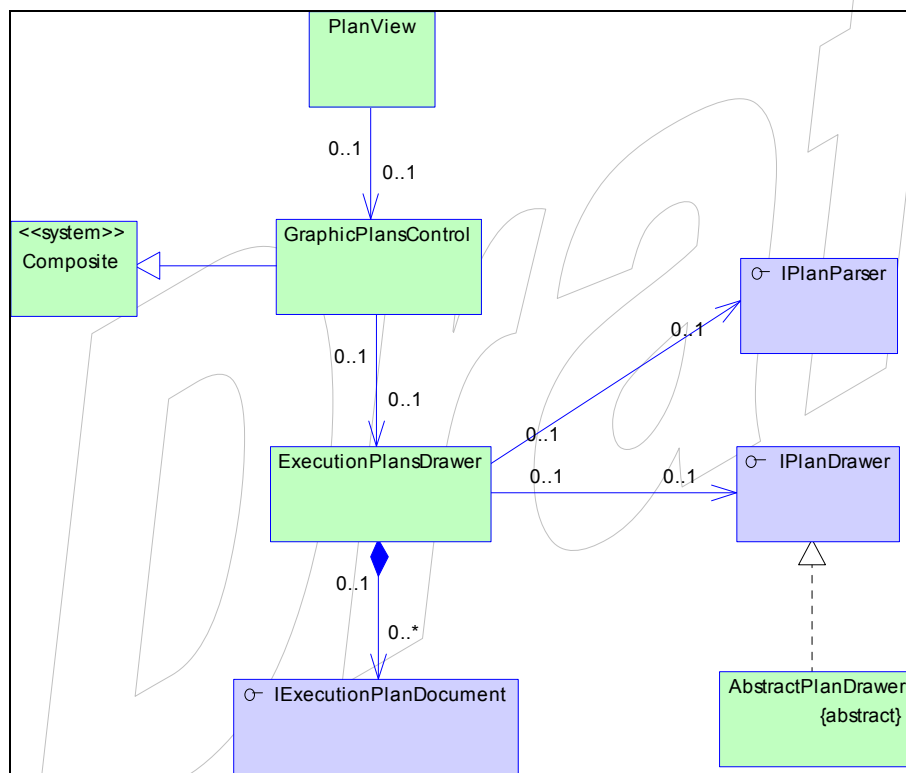 PlanView
0..1
0..1
<<system>>
Composite
GraphicPlansControl
IPlanParser
0..1
0..1
0..1
0..1
ExecutionPlansDrawer
IPlanDrawer
0..1
0..1
0..1
0..*
IExecutionPlanDocument
AbstractPlanDrawer
{abstract}
Draft